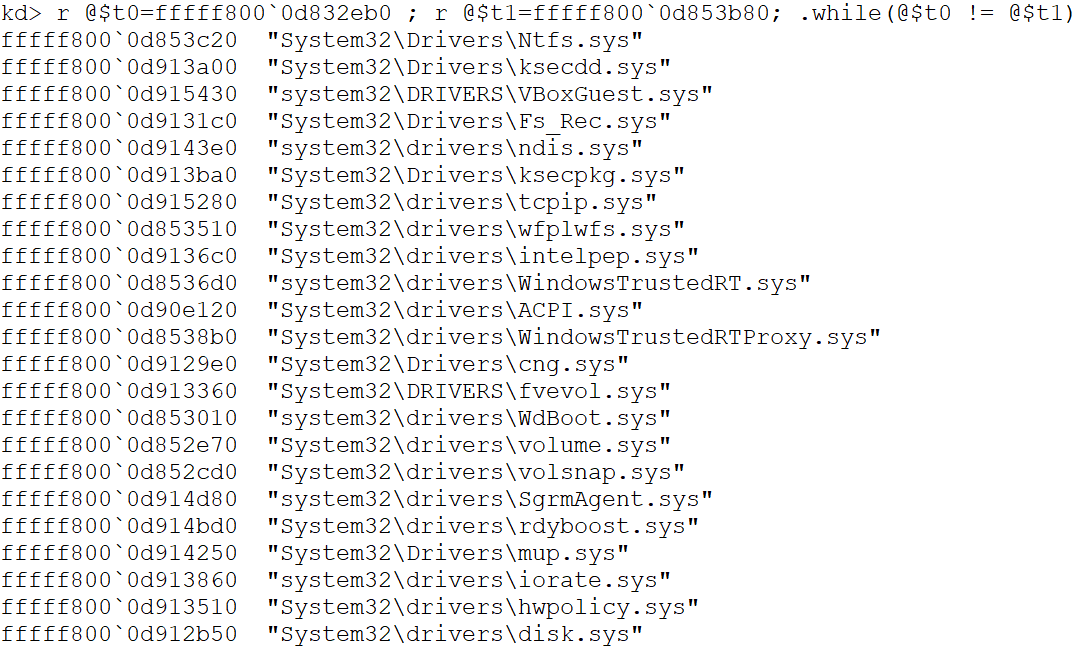 kd> r @$t0=fffff800`0d832eb0 ; r @$t1=fffff800`0d853b80; .while(@$t0 != @$t1)
fffff800`0d853c20  "System32\Drivers\Ntfs.sys"
fffff800`0d913a00  "System32\Drivers\ksecdd.sys"
fffff800`0d915430  "system32\DRIVERS\VBoxGuest.sys"
fffff800`0d9131c0  "System32\Drivers\Fs_Rec.sys"
fffff800`0d9143e0  "system32\drivers\ndis.sys"
fffff800`0d913ba0  "System32\Drivers\ksecpkg.sys"
fffff800`0d915280  "System32\drivers\tcpip.sys"
fffff800`0d853510  "System32\drivers\wfplwfs.sys"
fffff800`0d9136c0  "System32\drivers\intelpep.sys"
fffff800`0d8536d0  "system32\drivers\WindowsTrustedRT.sys"
fffff800`0d90e120  "System32\drivers\ACPI.sys"
fffff800`0d8538b0  "System32\drivers\WindowsTrustedRTProxy.sys"
fffff800`0d9129e0  "System32\Drivers\cng.sys"
fffff800`0d913360  "System32\DRIVERS\fvevol.sys"
fffff800`0d853010  "system32\drivers\WdBoot.sys"
fffff800`0d852e70  "System32\drivers\volume.sys"
fffff800`0d852cd0  "System32\drivers\volsnap.sys"
fffff800`0d914d80  "system32\drivers\SgrmAgent.sys"
fffff800`0d914bd0  "System32\drivers\rdyboost.sys"
fffff800`0d914250  "System32\Drivers\mup.sys"
fffff800`0d913860  "system32\drivers\iorate.sys"
fffff800`0d913510  "System32\drivers\hwpolicy.sys"
fffff800`0d912b50  "System32\drivers\disk.sys"